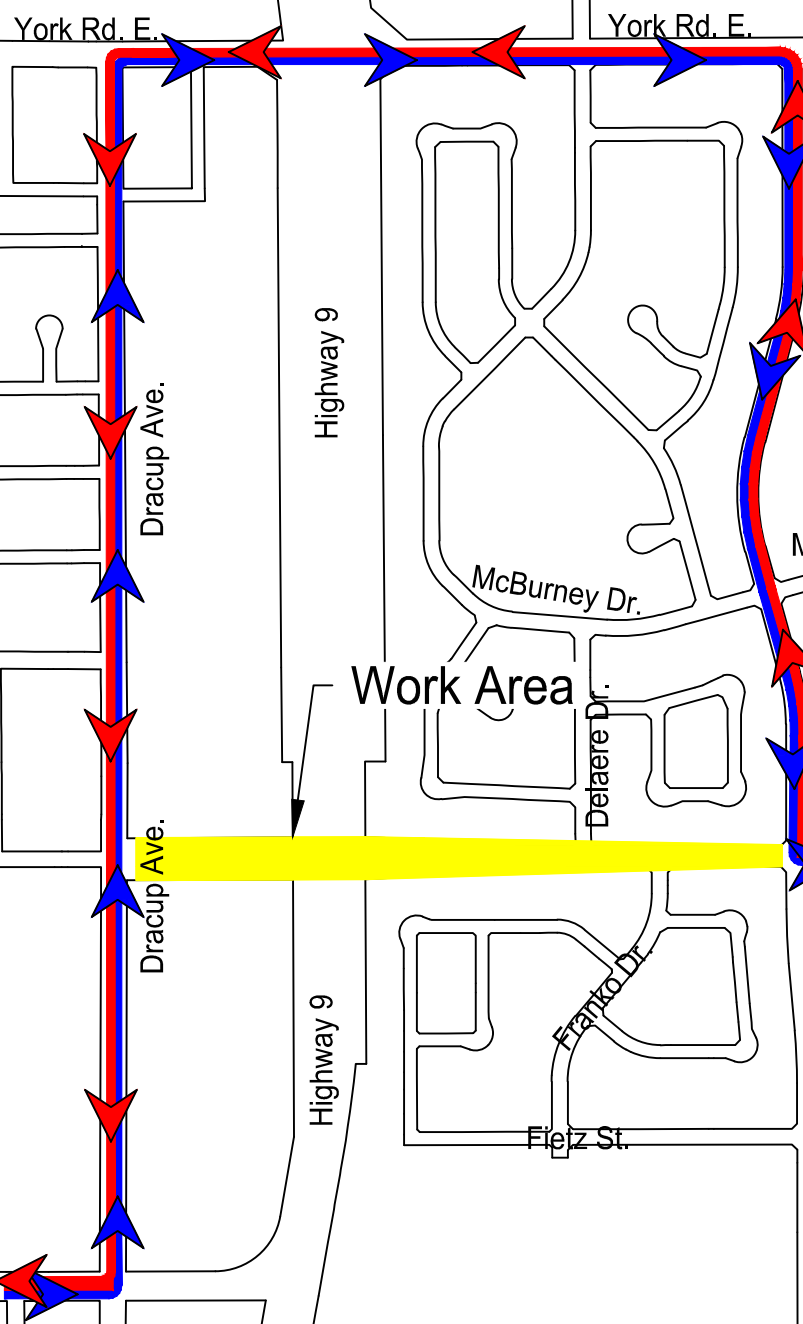 York Rd. E.
York Rd. E.
Highway 9
Dracup Ave.
McBurney Dr.
M
Work Area
Delaere Dr.
Dracup Ave.
Franko Dr.
Highway 9
Fietz St.